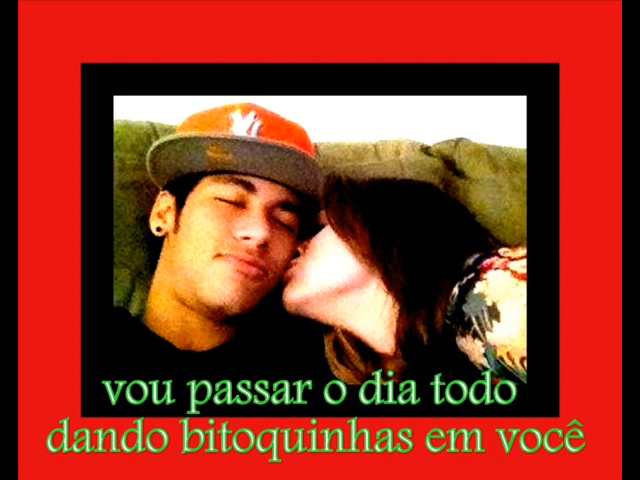 vou passar o dia todo
dando bitoquinhas em você